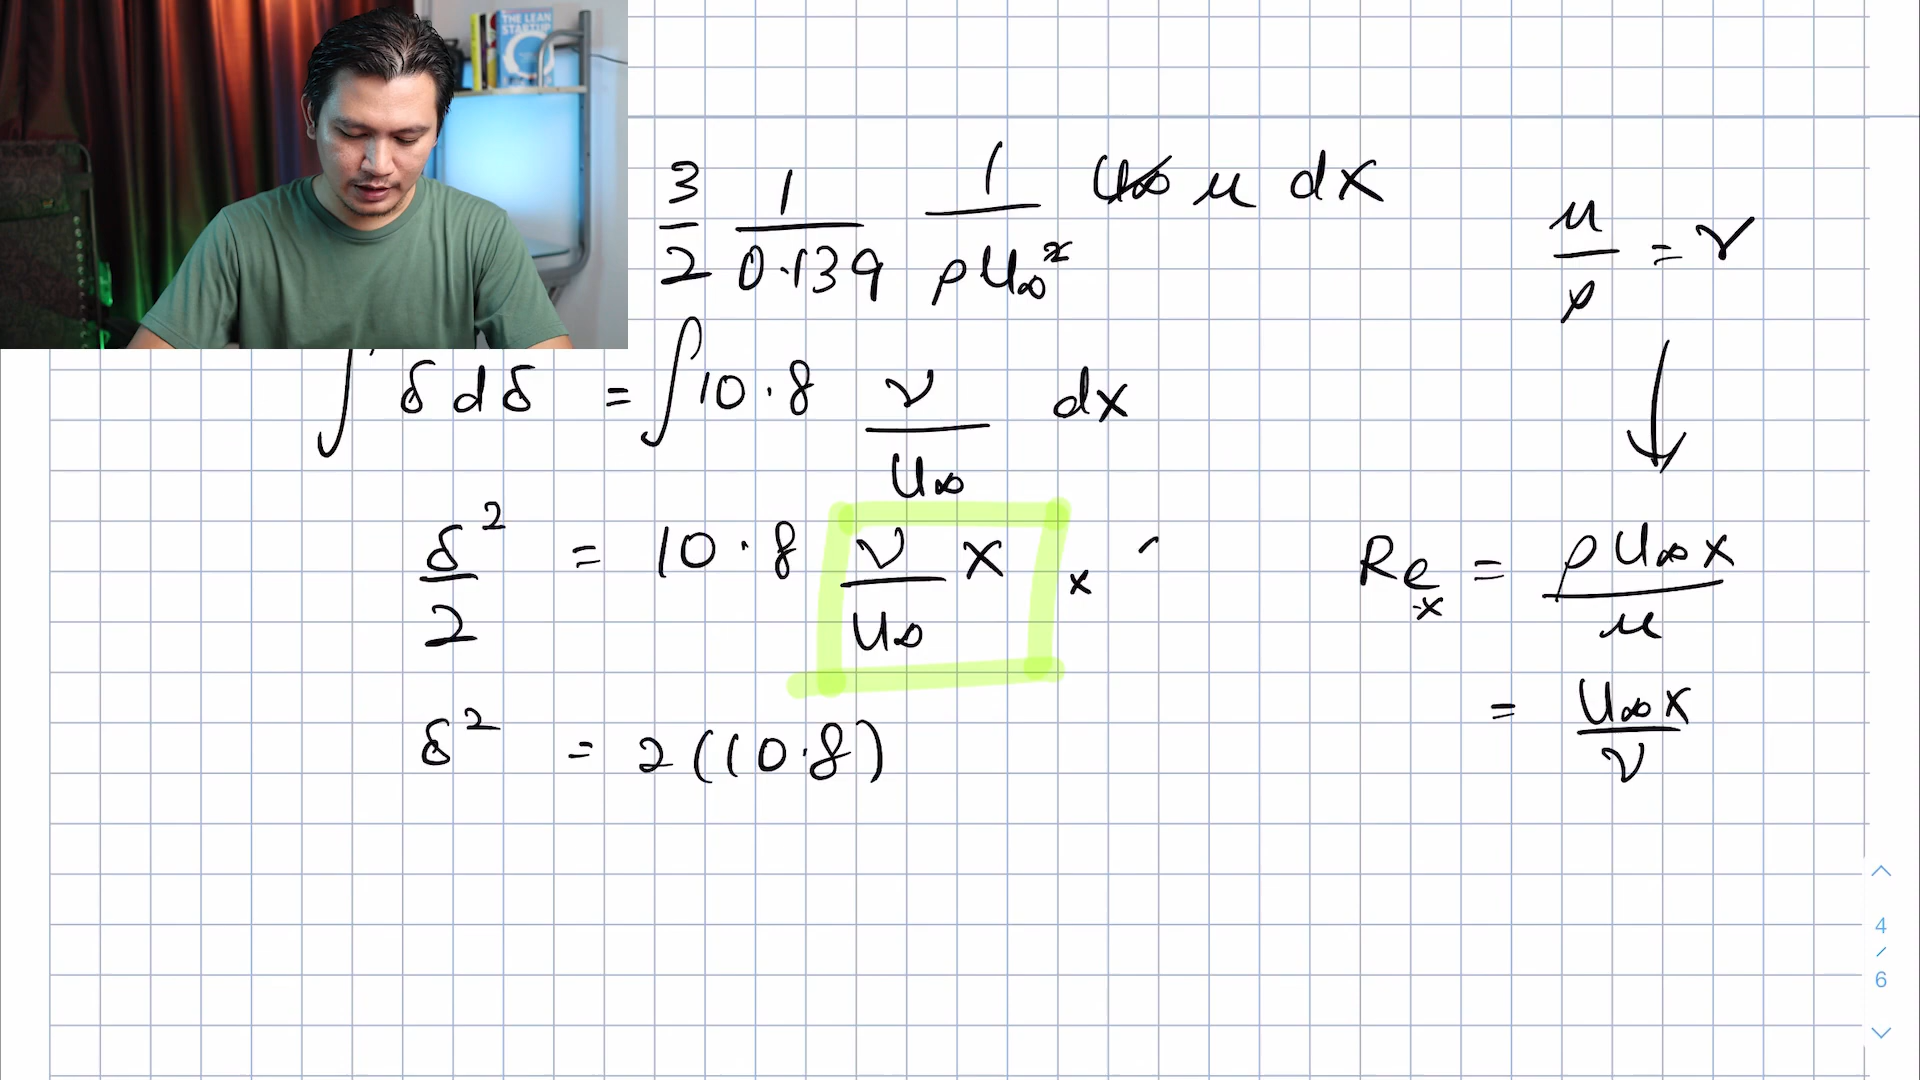 THE LEAN
STARTUP
3/2 1/0.139 1/ρU∞² U∞ μ dx
μ/ρ = ν
∫ δ dδ = ∫ 10.8 ν/U∞ dx
δ²/2 = 10.8 ν/U∞ x x
Re_x = ρU∞x/μ
= U∞x/ν
δ² = 2(10.8)
4
/
6